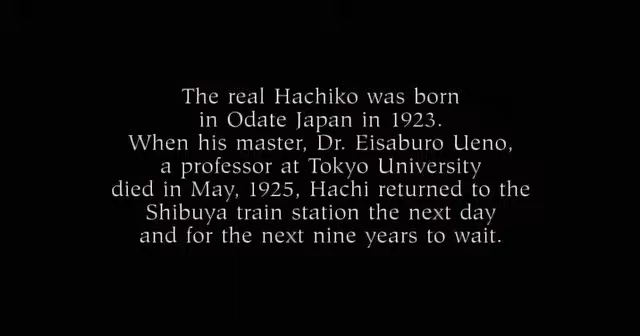 The real Hachiko was born
in Odate Japan in 1923.
When his master, Dr. Eisaburo Ueno,
a professor at Tokyo University
died in May, 1925, Hachi returned to the
Shibuya train station the next day
and for the next nine years to wait.